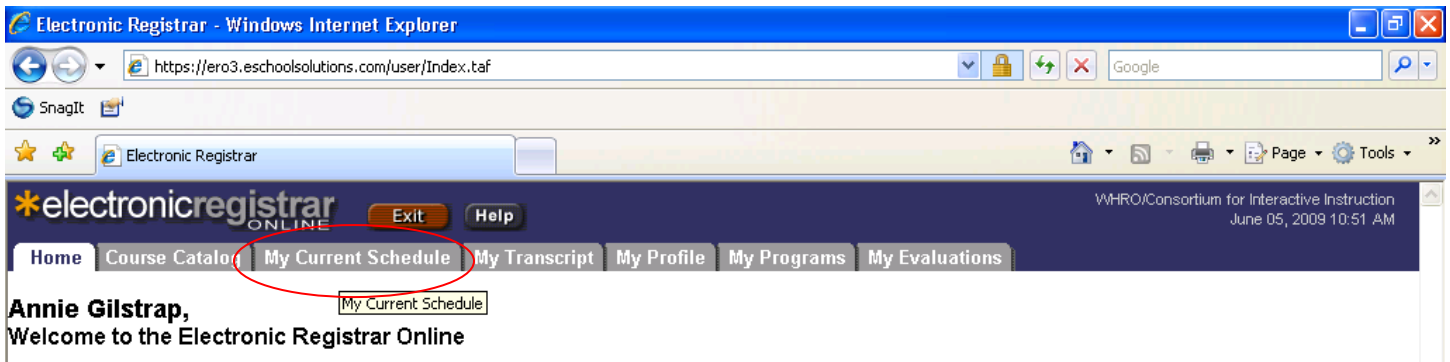 Electronic Registrar - Windows Internet Explorer
https://ero3.eschoolsolutions.com/user/Index.taf
Google
SnagIt
Electronic Registrar
Page
Tools
»
*electronicregistrar
ONLINE
Exit
Help
WHRO/Consortium for Interactive Instruction
June 05, 2009 10:51 AM
Home Course Catalog My Current Schedule My Transcript My Profile My Programs My Evaluations
My Current Schedule
Annie Gilstrap,
Welcome to the Electronic Registrar Online